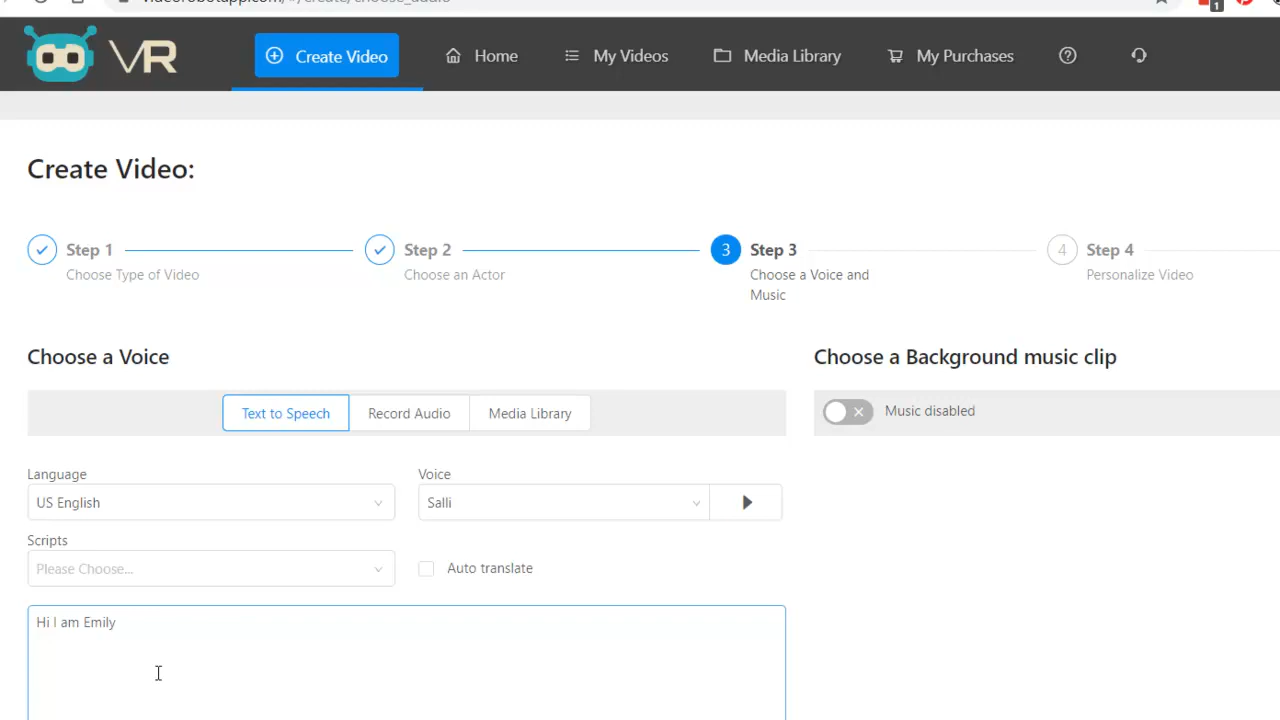 VR
Create Video
Home
My Videos
Media Library
My Purchases
1
Create Video:
Step 1
Choose Type of Video
Step 2
Choose an Actor
3
Step 3
Choose a Voice and
Music
4
Step 4
Personalize Video
Choose a Voice
Text to Speech
Record Audio
Media Library
Choose a Background music clip
Music disabled
Language
US English
Voice
Salli
Scripts
Please Choose...
Auto translate
Hi I am Emily